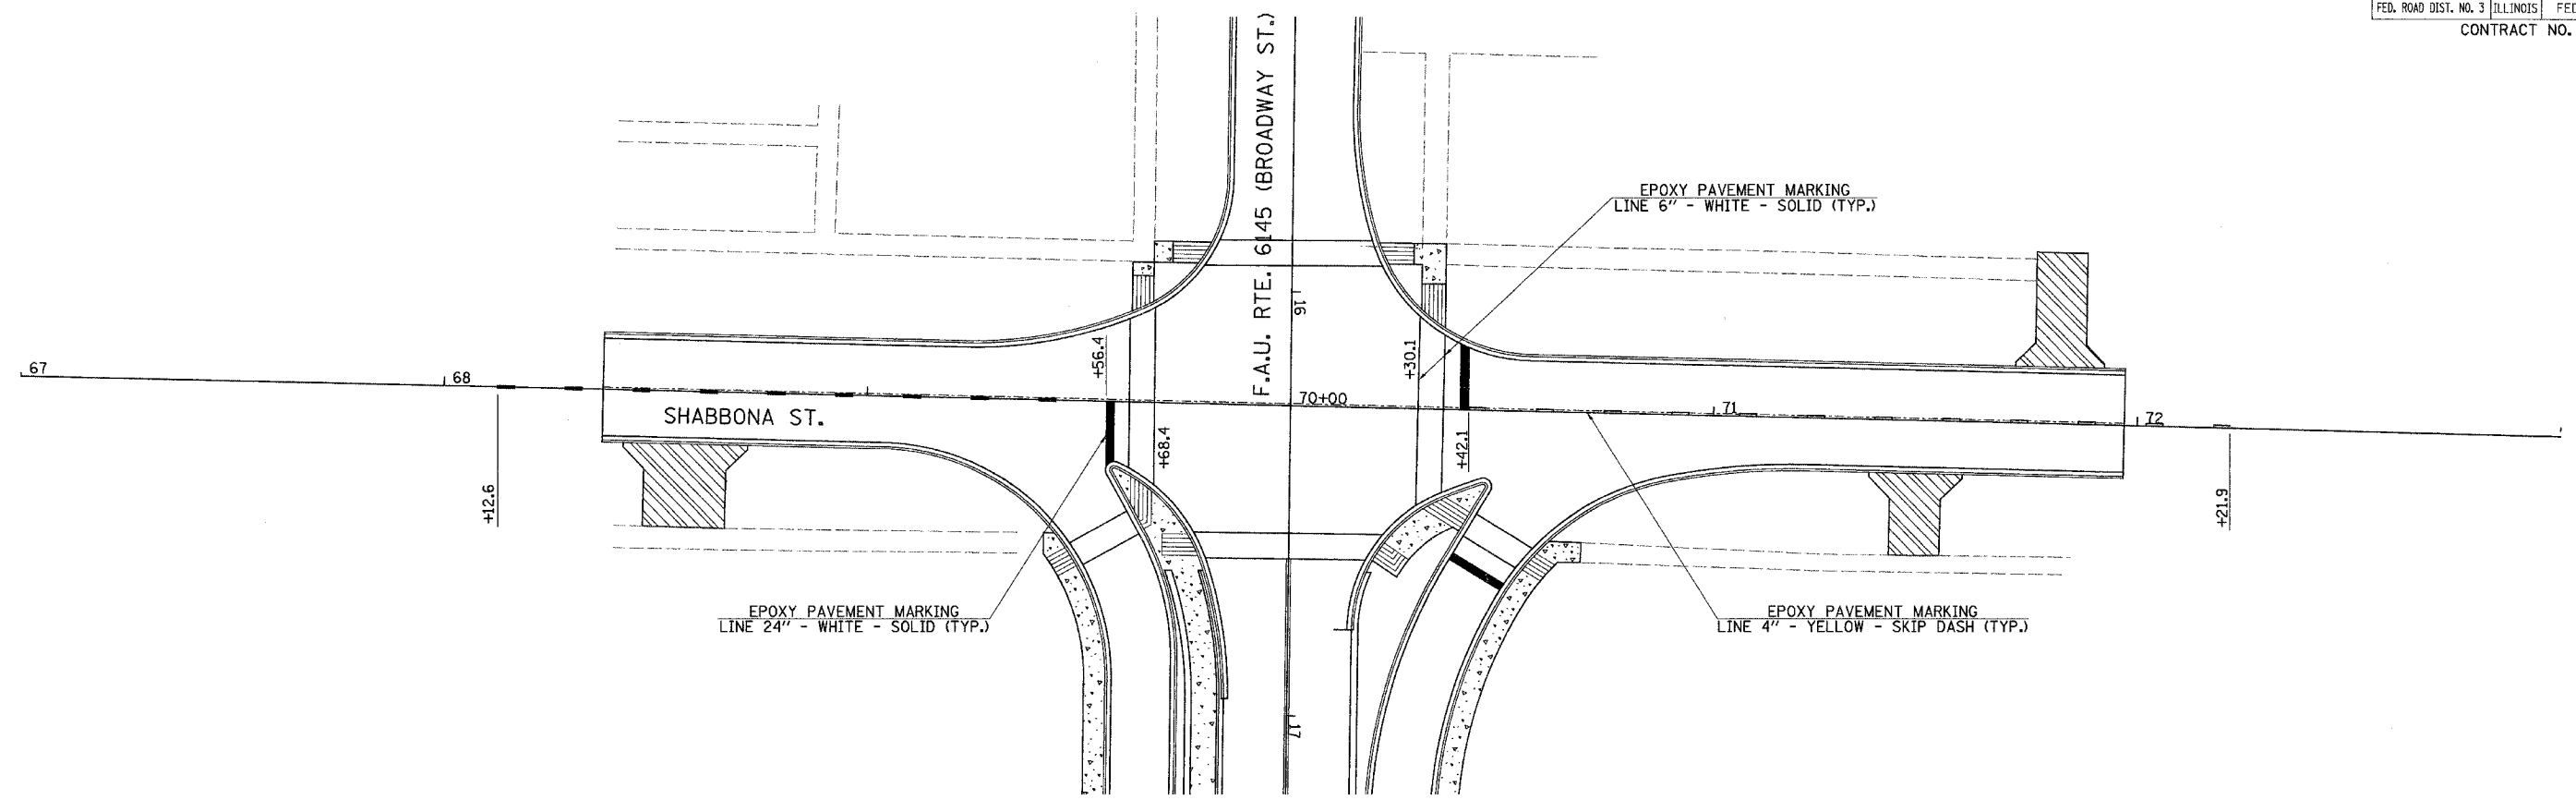 FED. ROAD DIST. NO. 3 ILLINOIS FED
CONTRACT NO.
F.A.U. RTE. 6145 (BROADWAY ST.)
EPOXY PAVEMENT MARKING
LINE 6" - WHITE - SOLID (TYP.)
16
+56.4
+30.1
67
68
70+00
71
72
SHABBONA ST.
+68.4
+42.1
+12.6
+21.9
EPOXY PAVEMENT MARKING
LINE 24" - WHITE - SOLID (TYP.)
EPOXY PAVEMENT MARKING
LINE 4" - YELLOW - SKIP DASH (TYP.)
17